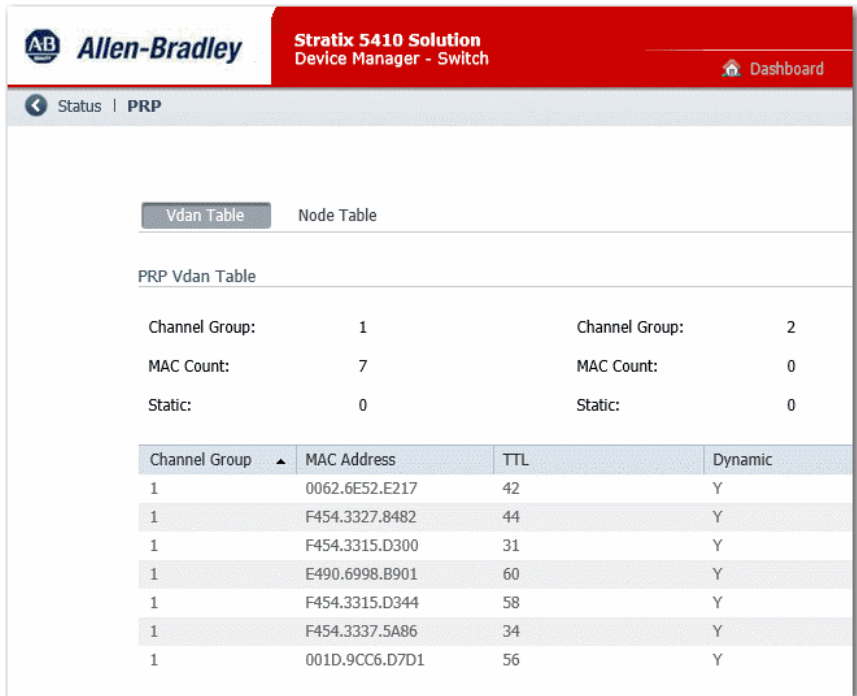 AB
QUALITY
Allen-Bradley
Stratix 5410 Solution
Device Manager - Switch
Dashboard
Status | PRP
Vdan Table Node Table
PRP Vdan Table
Channel Group: 1 Channel Group: 2
MAC Count: 7 MAC Count: 0
Static: 0 Static: 0
Channel Group MAC Address TTL Dynamic
1 0062.6E52.E217 42 Y
1 F454.3327.8482 44 Y
1 F454.3315.D300 31 Y
1 E490.6998.B901 60 Y
1 F454.3315.D344 58 Y
1 F454.3337.5A86 34 Y
1 001D.9CC6.D7D1 56 Y